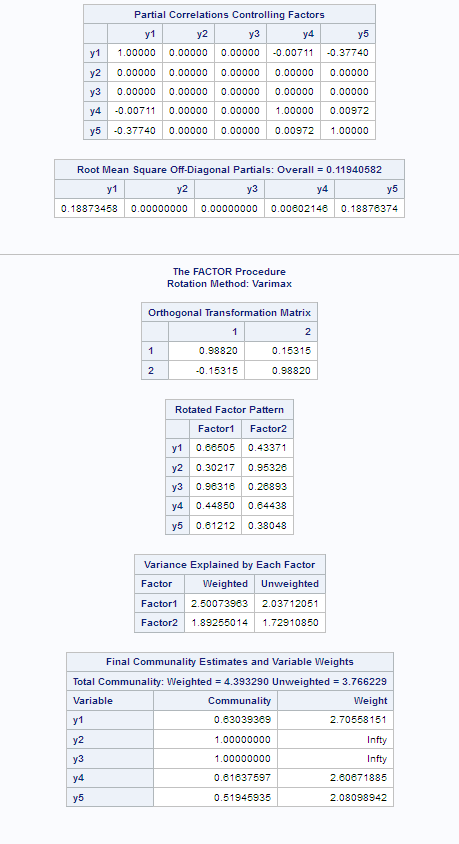 Partial Correlations Controlling Factors
y1 y2 y3 y4 y5
y1 1.00000 0.00000 0.00000 -0.00711 -0.37740
y2 0.00000 0.00000 0.00000 0.00000 0.00000
y3 0.00000 0.00000 0.00000 0.00000 0.00000
y4 -0.00711 0.00000 0.00000 1.00000 0.00972
y5 -0.37740 0.00000 0.00000 0.00972 1.00000
Root Mean Square Off-Diagonal Partials: Overall = 0.11940582
y1 y2 y3 y4 y5
0.18873458 0.00000000 0.00000000 0.00602146 0.18876374
The FACTOR Procedure
Rotation Method: Varimax
Orthogonal Transformation Matrix
1 2
1 0.98820 0.15315
2 -0.15315 0.98820
Rotated Factor Pattern
Factor1 Factor2
y1 0.66505 0.43371
y2 0.30217 0.95326
y3 0.96316 0.26893
y4 0.44850 0.64438
y5 0.61212 0.38048
Variance Explained by Each Factor
Factor Weighted Unweighted
Factor1 2.50073963 2.03712051
Factor2 1.89255014 1.72910850
Final Communality Estimates and Variable Weights
Total Communality: Weighted = 4.393290 Unweighted = 3.766229
Variable Communality Weight
y1 0.63039369 2.70558151
y2 1.00000000 Infty
y3 1.00000000 Infty
y4 0.61637597 2.60671885
y5 0.51945935 2.08098942